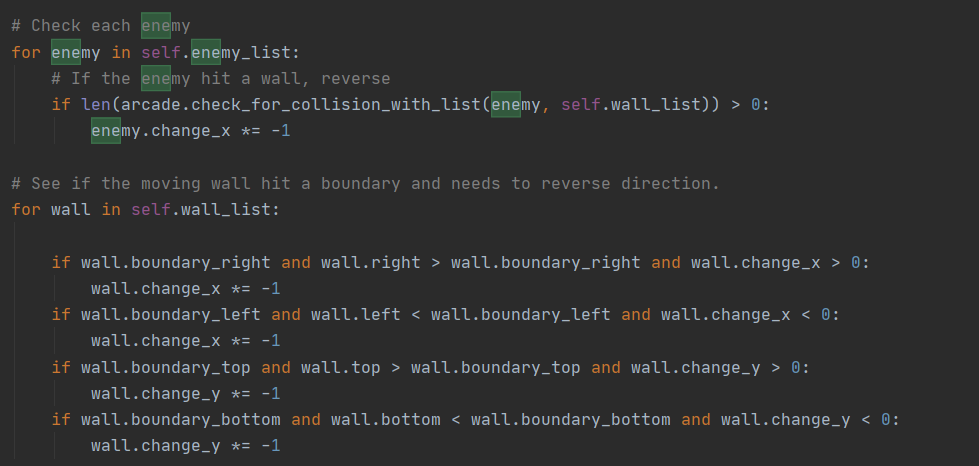 # Check each enemy
for enemy in self.enemy_list:
    # If the enemy hit a wall, reverse
    if len(arcade.check_for_collision_with_list(enemy, self.wall_list)) > 0:
        enemy.change_x *= -1

# See if the moving wall hit a boundary and needs to reverse direction.
for wall in self.wall_list:

    if wall.boundary_right and wall.right > wall.boundary_right and wall.change_x > 0:
        wall.change_x *= -1
    if wall.boundary_left and wall.left < wall.boundary_left and wall.change_x < 0:
        wall.change_x *= -1
    if wall.boundary_top and wall.top > wall.boundary_top and wall.change_y > 0:
        wall.change_y *= -1
    if wall.boundary_bottom and wall.bottom < wall.boundary_bottom and wall.change_y < 0:
        wall.change_y *= -1